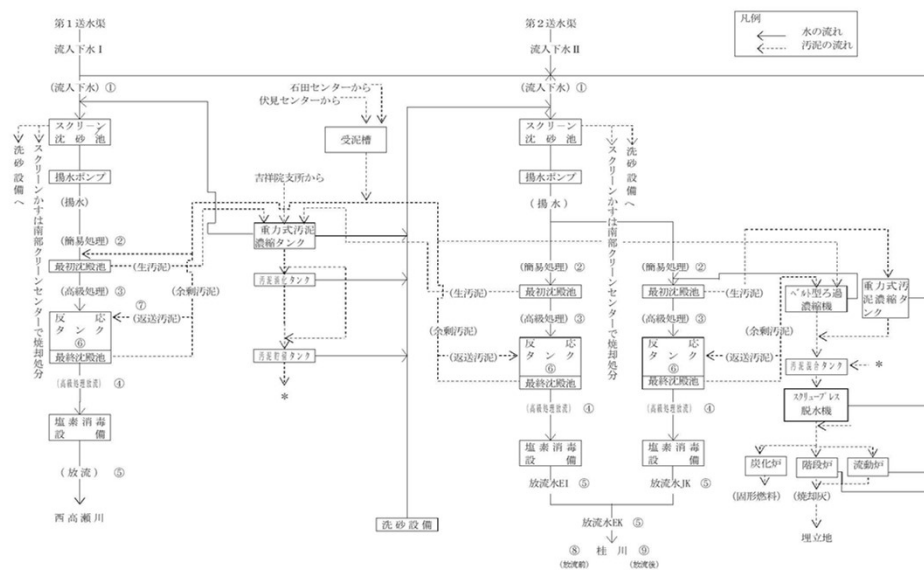 第1送水渠
流入下水Ⅰ
(流入下水) ①
スクリーン
沈砂池
洗砂設備へ
スクリーンかすは南部クリーンセンターで焼却処分
揚水ポンプ
(揚水)
(簡易処理) ②
最初沈殿池
(生汚泥)
(高級処理) ③
(余剰汚泥)
⑦
(返送汚泥)
反応
タンク
⑥
最終沈殿池
(高級処理放流) ④
塩素消毒
設備
(放流) ⑤
西高瀬川
石田センターから
伏見センターから
受泥槽
吉祥院支所から
重力式汚泥
濃縮タンク
汚泥消化タンク
汚泥貯留タンク
*
洗砂設備
第2送水渠
流入下水Ⅱ
(流入下水) ①
スクリーン
沈砂池
洗砂設備へ
スクリーンかすは南部クリーンセンターで焼却処分
揚水ポンプ
(揚水)
(簡易処理) ②
最初沈殿池
(生汚泥)
(高級処理) ③
(余剰汚泥)
(返送汚泥)
反応
タンク
⑥
最終沈殿池
(高級処理放流) ④
塩素消毒
設備
放流水EI ⑤
(簡易処理) ②
最初沈殿池
(生汚泥)
(高級処理) ③
(余剰汚泥)
(返送汚泥)
反応
タンク
⑥
最終沈殿池
(高級処理放流) ④
塩素消毒
設備
放流水JK ⑤
放流水EK ⑤
⑧ 桂川 ⑨
(放流前) (放流後)
凡例
水の流れ
汚泥の流れ
ベルト型ろ過
濃縮機
重力式汚
泥濃縮タ
ンク
汚泥混合タンク
*
スクリュープレス
脱水機
炭化炉
階段炉
流動炉
(固形燃料)
(焼却灰)
埋立地